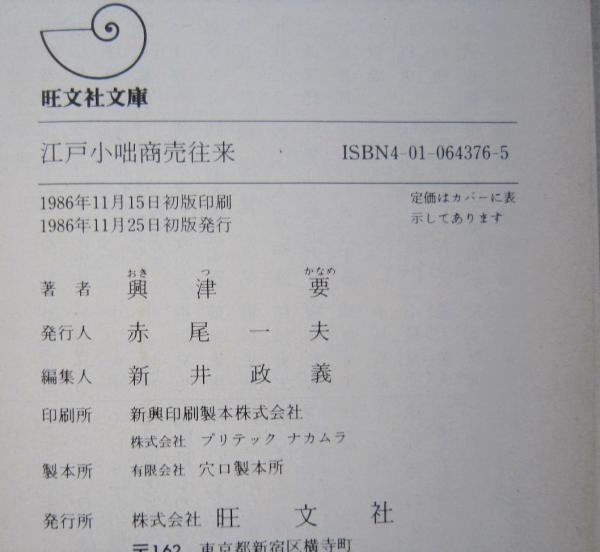 旺文社文庫
江戸小咄商売往来 ISBN4-01-064376-5
1986年11月15日初版印刷 定価はカバーに表
1986年11月25日初版発行 示してあります
おき つ かなめ
著者 興津 要
発行人 赤尾一夫
編集人 新井政義
印刷所 新興印刷製本株式会社
株式会社 プリテック ナカムラ
製本所 有限会社 穴口製本所
発行所 株式会社 旺文社
〒162 東京都新宿区横寺町